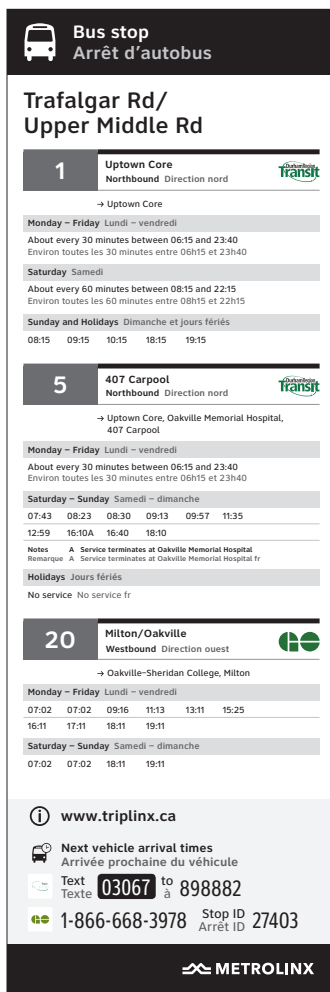 Bus stop
Arrêt d'autobus
Trafalgar Rd/
Upper Middle Rd
1
Uptown Core
Northbound Direction nord
Durham Region
Transit
→ Uptown Core
Monday – Friday Lundi – vendredi
About every 30 minutes between 06:15 and 23:40
Environ toutes les 30 minutes entre 06h15 et 23h40
Saturday Samedi
About every 60 minutes between 08:15 and 22:15
Environ toutes les 60 minutes entre 08h15 et 22h15
Sunday and Holidays Dimanche et jours fériés
08:15 09:15 10:15 18:15 19:15
5
407 Carpool
Northbound Direction nord
Durham Region
Transit
→ Uptown Core, Oakville Memorial Hospital,
407 Carpool
Monday – Friday Lundi – vendredi
About every 30 minutes between 06:15 and 23:40
Environ toutes les 30 minutes entre 06h15 et 23h40
Saturday – Sunday Samedi – dimanche
07:43 08:23 08:30 09:13 09:57 11:35
12:59 16:10A 16:40 18:10
Notes A Service terminates at Oakville Memorial Hospital
Remarque A Service terminates at Oakville Memorial Hospital fr
Holidays Jours fériés
No service No service fr
20
Milton/Oakville
Westbound Direction ouest
GO
→ Oakville–Sheridan College, Milton
Monday – Friday Lundi – vendredi
07:02 07:02 09:16 11:13 13:11 15:25
16:11 17:11 18:11 19:11
Saturday – Sunday Samedi – dimanche
07:02 07:02 18:11 19:11
www.triplinx.ca
Next vehicle arrival times
Arrivée prochaine du véhicule
Text 03067 to 898882
Texte à
GO 1-866-668-3978 Stop ID 27403
Arrêt ID
METROLINX